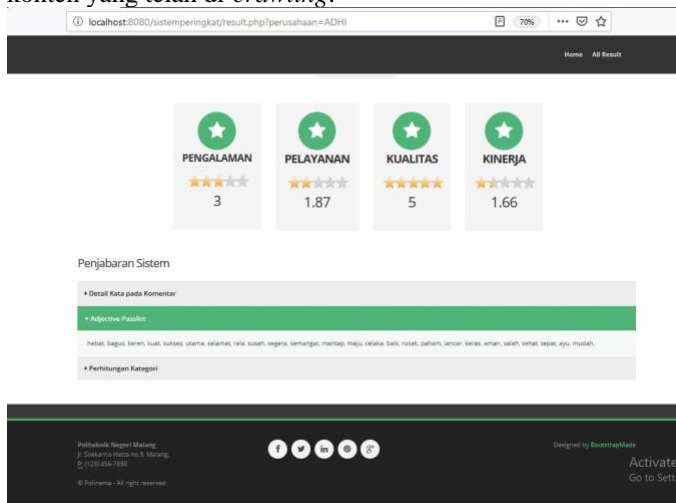 konten yang telah di-crawling.
localhost:8080/sistemperingkat/result.php?perusahaan=ADHI 70%
Home All Result
PENGALAMAN PELAYANAN KUALITAS KINERJA
3 1.87 5 1.66
Penjabaran Sistem
Detail Kata pada Komentar
Adjective Passlist
hebat, bagus, keren, kuat, sukses, utama, selamat, rela, susah, segera, semangat, mantap, maju, celaka, baik, rusak, paham, lancar, keras, aman, salah, sehat, tepat, ayu, mudah,
Perhitungan Kategori
Politeknik Negeri Malang
Jl. Soekarno Hatta no 9. Malang.
P: (123) 456-7890
© Polinema - All right reserved
Designed by BootstrapMade
Activate
Go to Sett